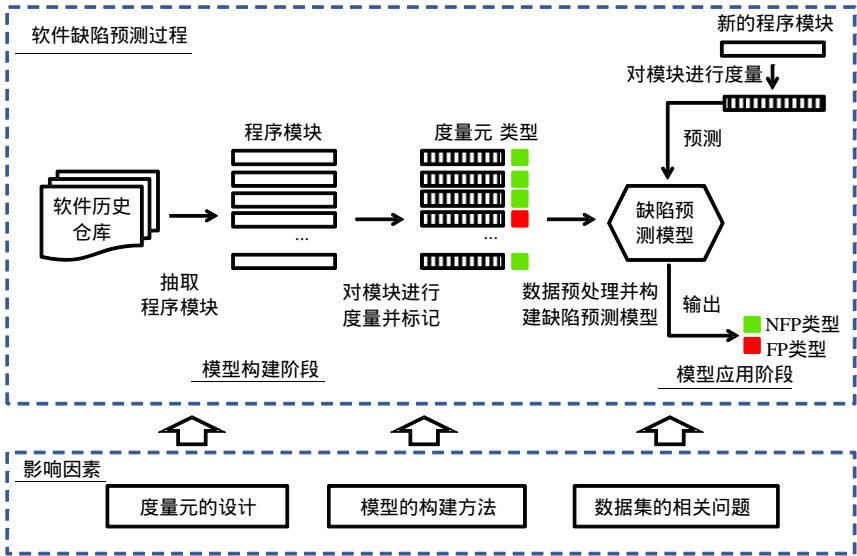 软件缺陷预测过程
新的程序模块
对模块进行度量
程序模块
度量元 类型
预测
软件历史
仓库
缺陷预
测模型
...
...
抽取
程序模块
对模块进行
度量并标记
数据预处理并构
建缺陷预测模型
输出
NFP类型
FP类型
模型构建阶段
模型应用阶段
影响因素
度量元的设计
模型的构建方法
数据集的相关问题